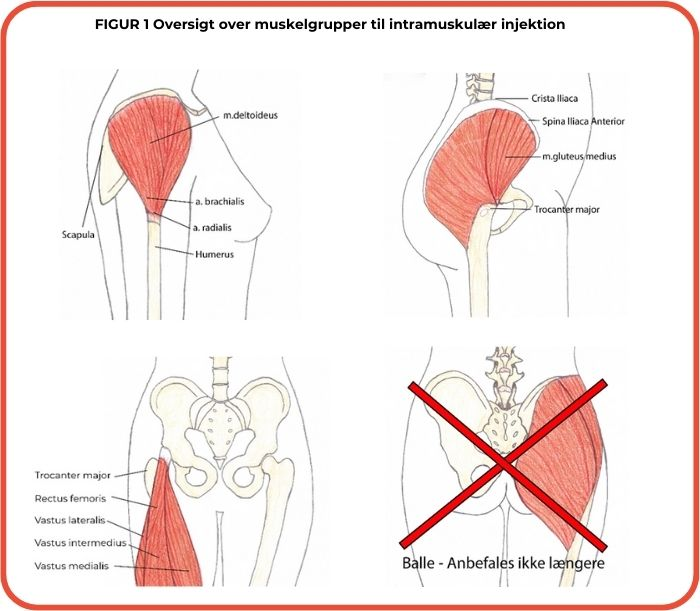 FIGUR 1 Oversigt over muskelgrupper til intramuskulær injektion
m.deltoideus
a. brachialis
a. radialis
Scapula
Humerus
Crista Iliaca
Spina Iliaca Anterior
m.gluteus medius
Trocanter major
Trocanter major
Rectus femoris
Vastus lateralis
Vastus intermedius
Vastus medialis
Balle - Anbefales ikke længere